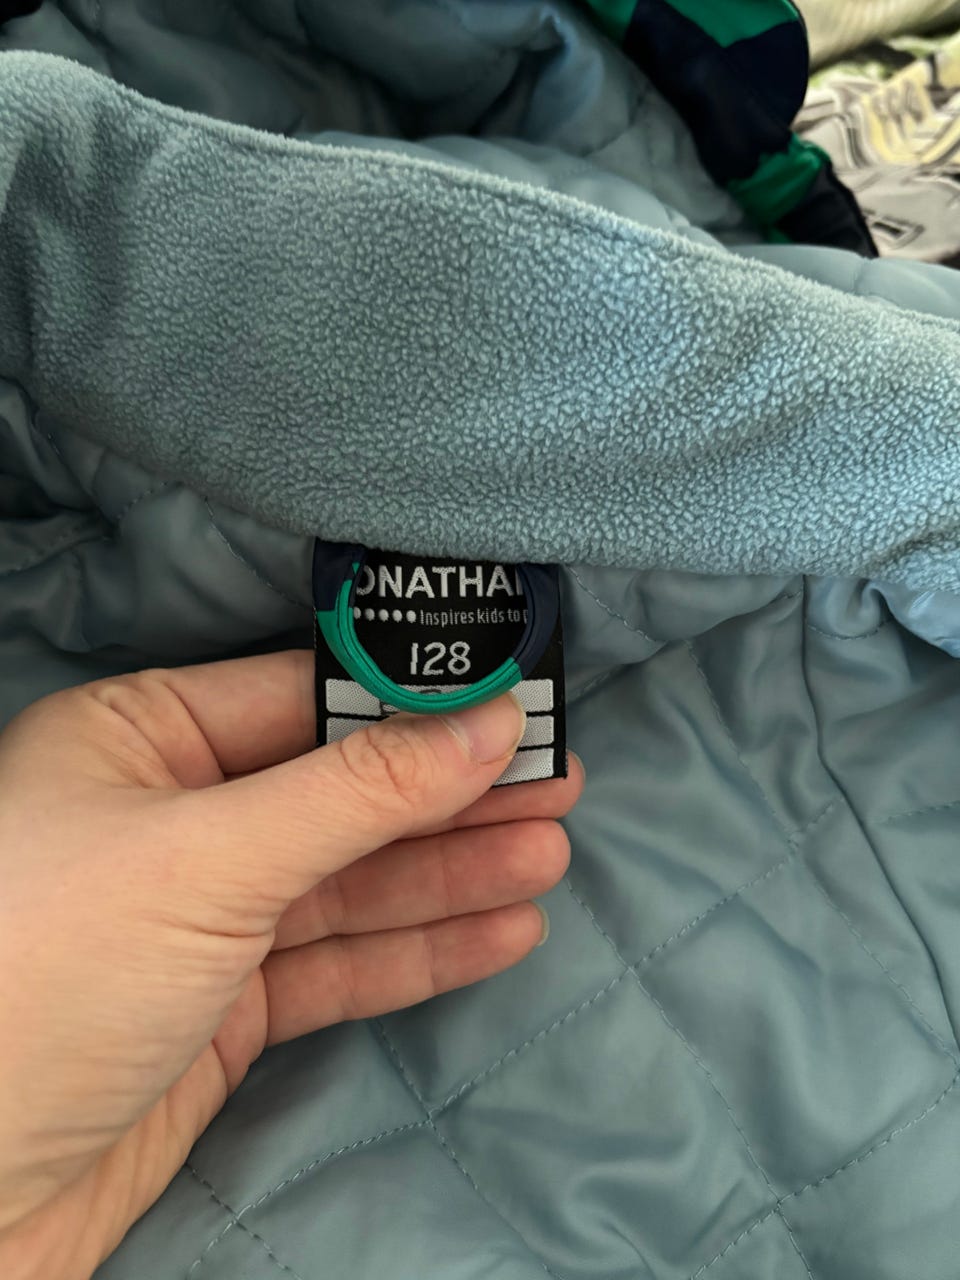 ONATHA
Inspires kids to
128